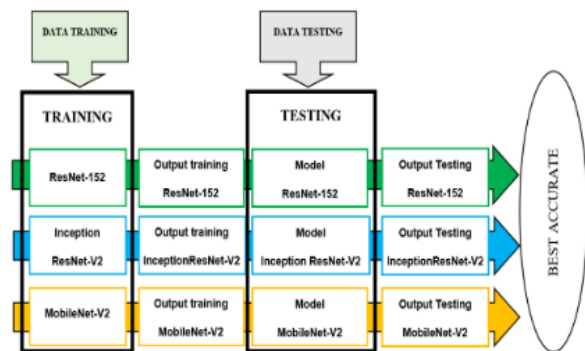 DATA TRAINING
DATA TESTING
TRAINING
TESTING
ResNet-152
Output training
ResNet-152
Model
ResNet-152
Output Testing
ResNet-152
Inception
ResNet-V2
Output training
InceptionResNet-V2
Model
Inception ResNet-V2
Output Testing
InceptionResNet-V2
MobileNet-V2
Output training
MobileNet-V2
Model
MobileNet-V2
Output Testing
MobileNet-V2
BEST ACCURATE